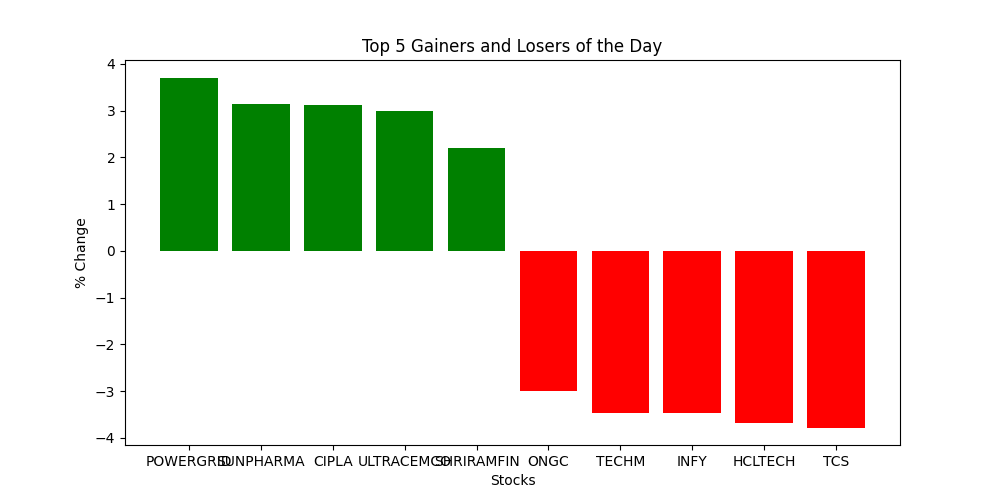 Top 5 Gainers and Losers of the Day
4
3
2
1
0
−1
−2
−3
−4
% Change
POWERGRID SUNPHARMA CIPLA ULTRACEMCO SHRIRAMFIN ONGC TECHM INFY HCLTECH TCS
Stocks